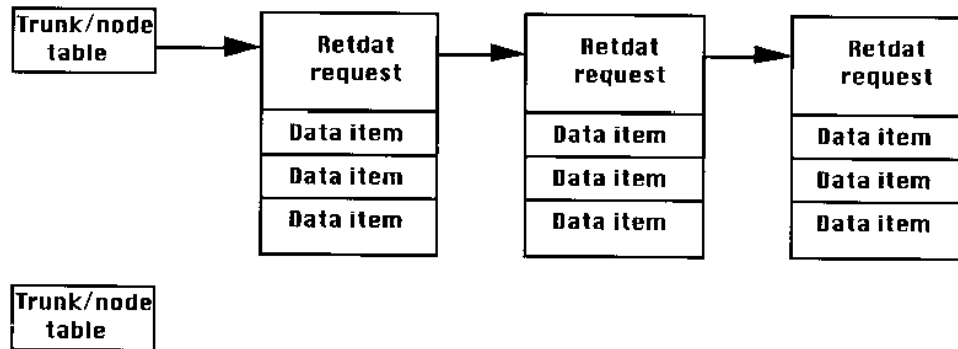 Trunk/node
table
Retdat
request
Data item
Data item
Data item
Retdat
request
Data item
Data item
Data item
Retdat
request
Data item
Data item
Data item
Trunk/node
table